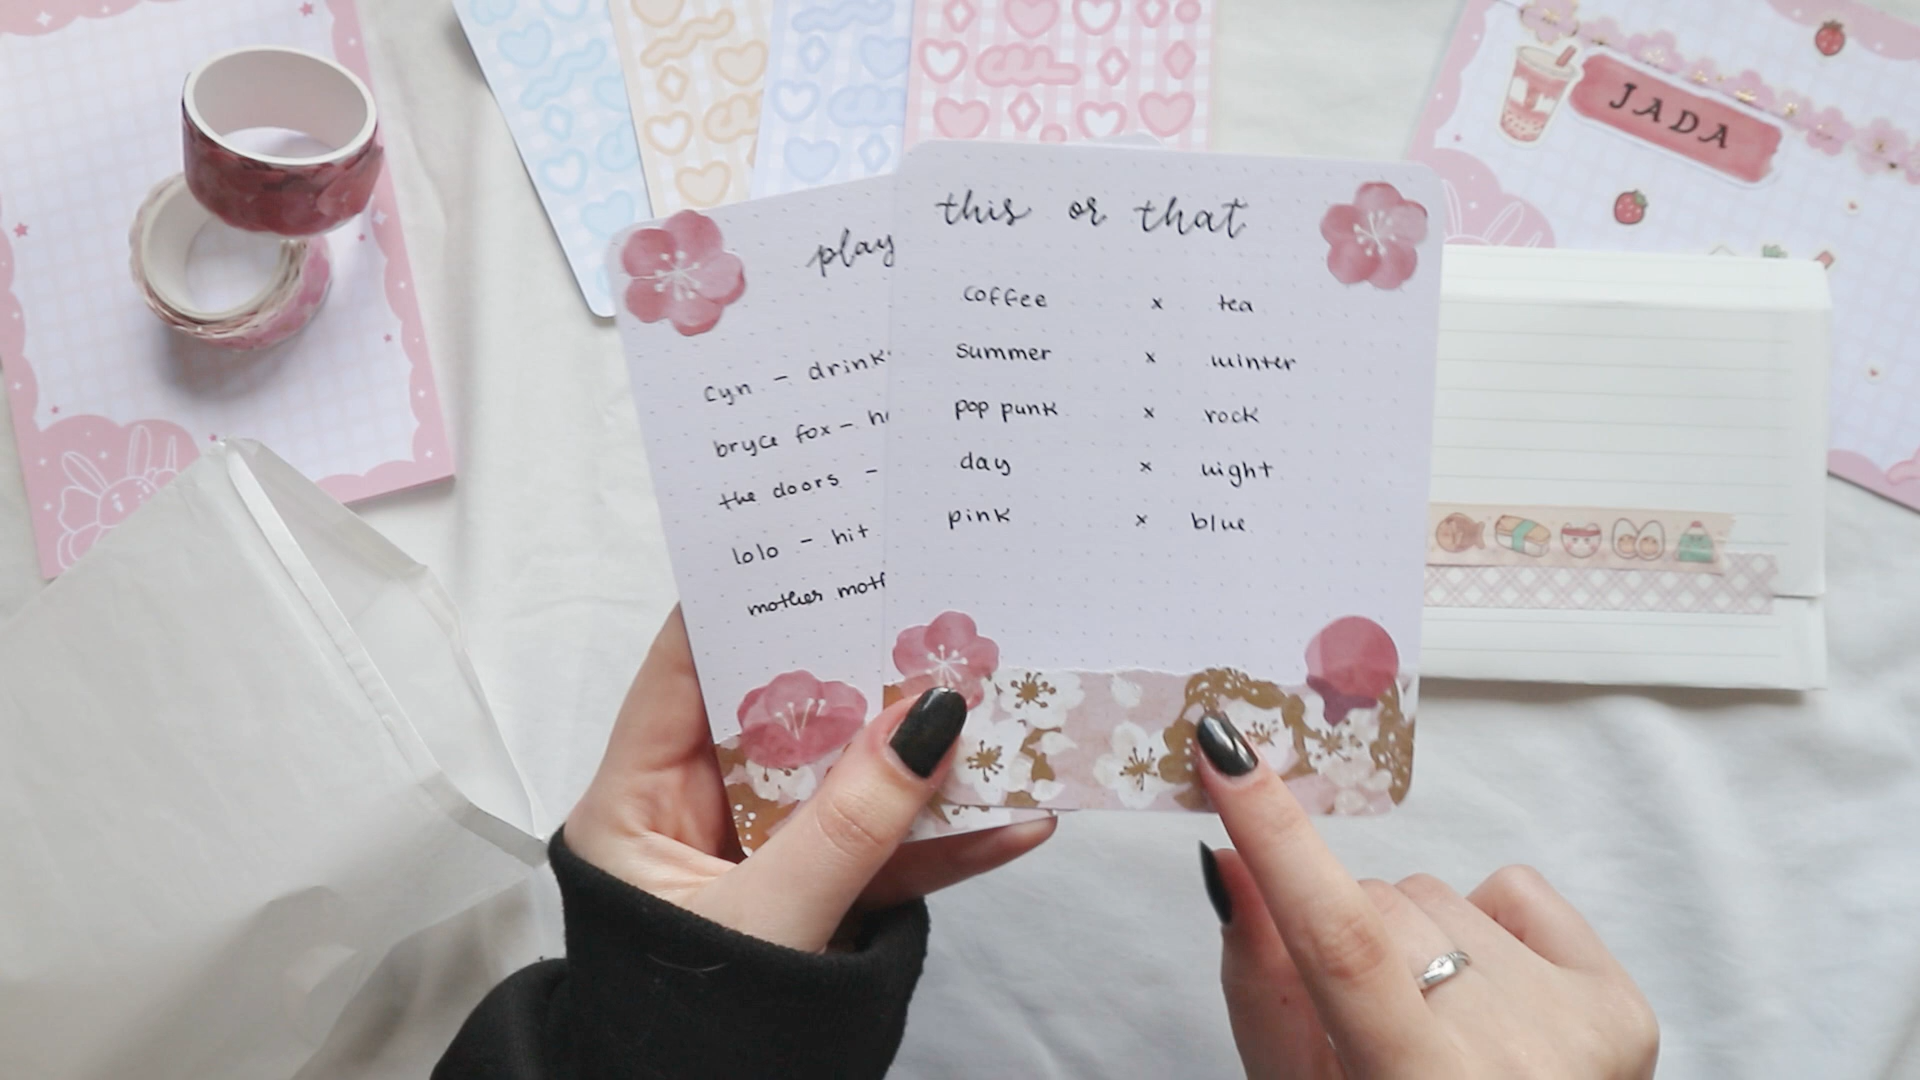 JADA
this or that
coffee x tea
summer x winter
pop punk x rock
day x night
pink x blue
play
cyn - drink
bryce fox -
the doors -
lolo - hit
mother moth